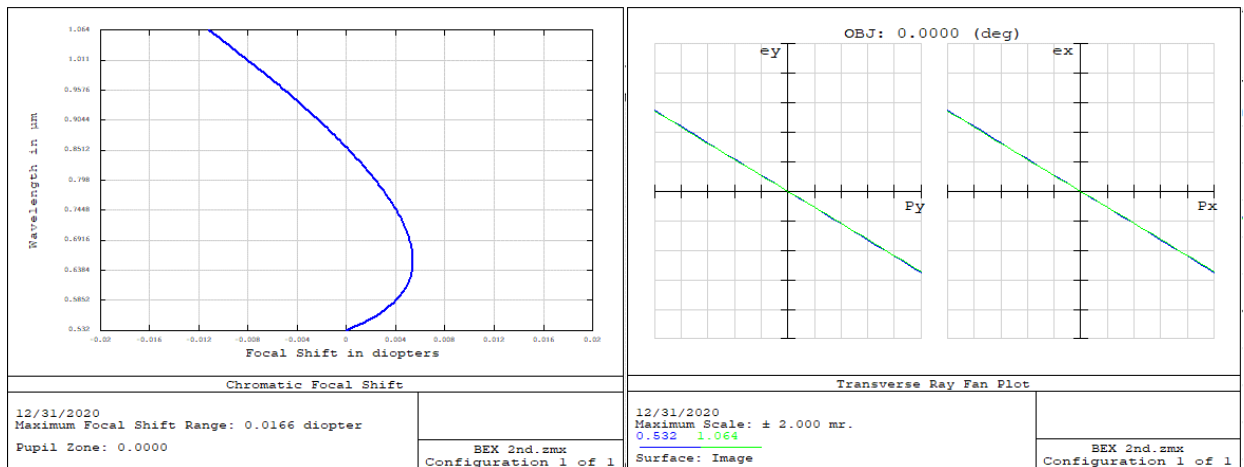 1.064
1.011
0.9576
0.9044
0.8512
0.798
0.7448
0.6916
0.6384
0.5852
0.532
Wavelength in µm
-0.02
-0.016
-0.012
-0.008
-0.004
0
0.004
0.008
0.012
0.016
0.02
Focal Shift in diopters
Chromatic Focal Shift
12/31/2020
Maximum Focal Shift Range: 0.0166 diopter
Pupil Zone: 0.0000
BEX 2nd.zmx
Configuration 1 of 1
OBJ: 0.0000 (deg)
ey
ex
Py
Px
Transverse Ray Fan Plot
12/31/2020
Maximum Scale: ± 2.000 mr.
0.532 1.064
Surface: Image
BEX 2nd.zmx
Configuration 1 of 1